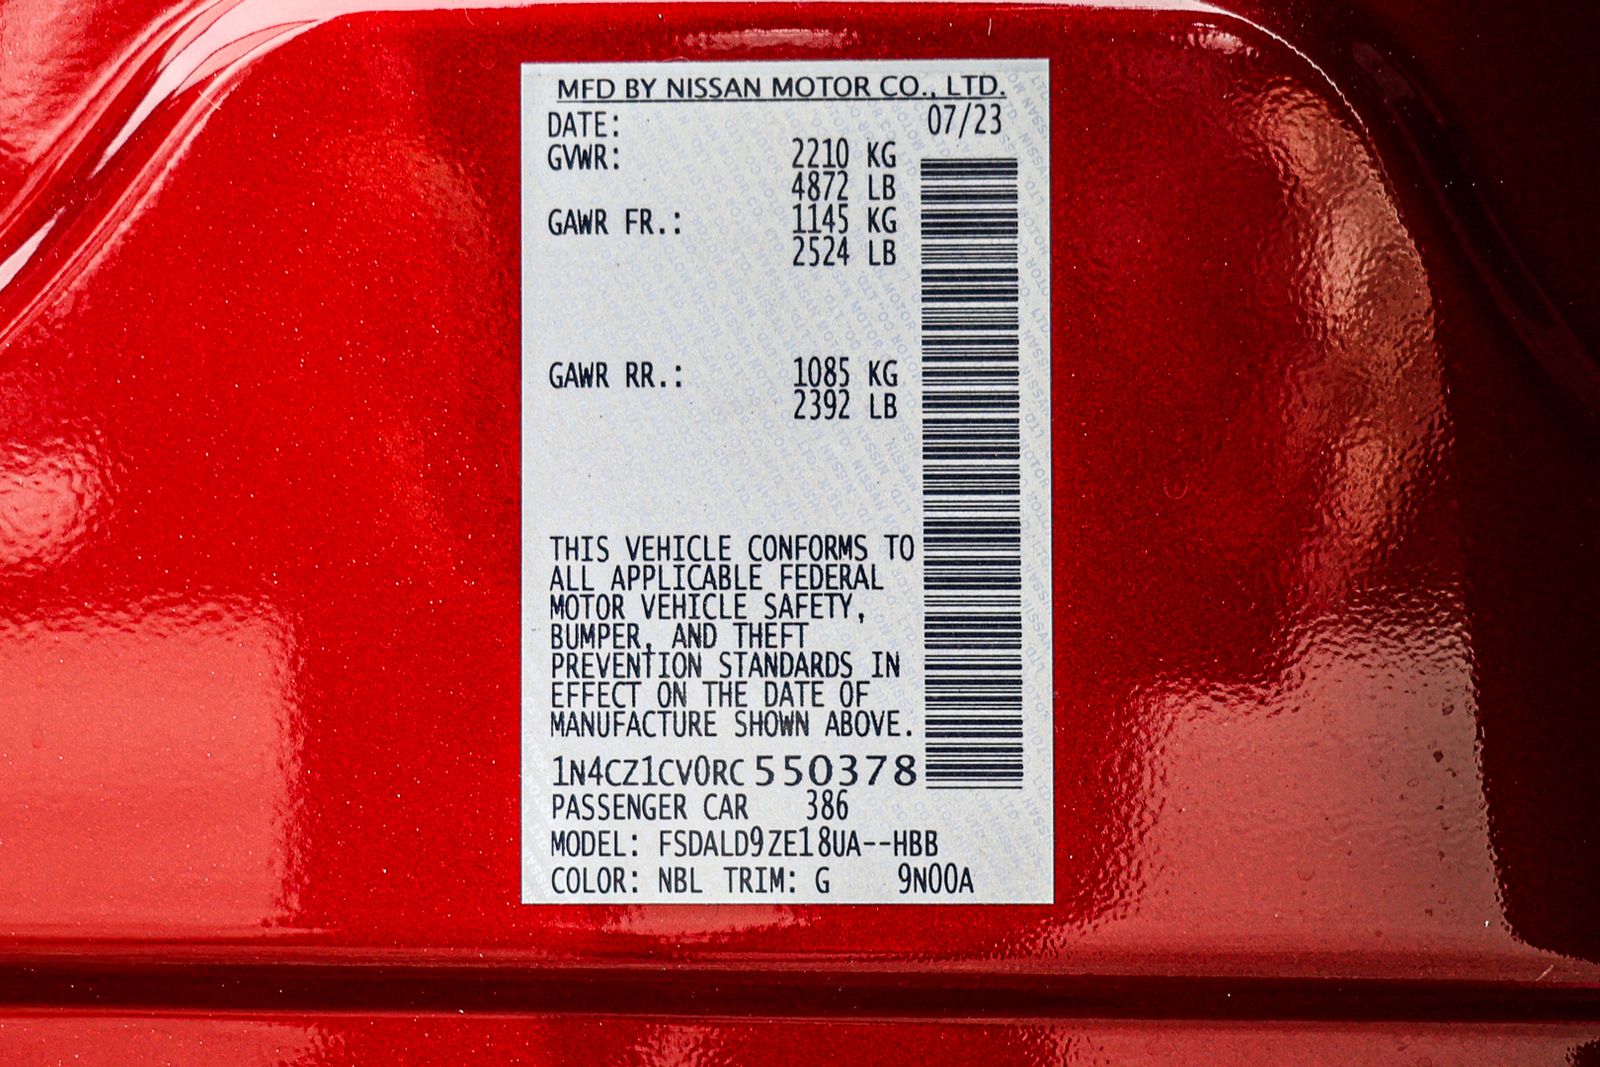 MFD BY NISSAN MOTOR CO., LTD.
DATE: 07/23
GVWR: 2210 KG
4872 LB
GAWR FR.: 1145 KG
2524 LB
GAWR RR.: 1085 KG
2392 LB
THIS VEHICLE CONFORMS TO
ALL APPLICABLE FEDERAL
MOTOR VEHICLE SAFETY,
BUMPER, AND THEFT
PREVENTION STANDARDS IN
EFFECT ON THE DATE OF
MANUFACTURE SHOWN ABOVE.
1N4CZ1CV0RC550378
PASSENGER CAR 386
MODEL: FSDALD9ZE18UA--HBB
COLOR: NBL TRIM: G 9N00A